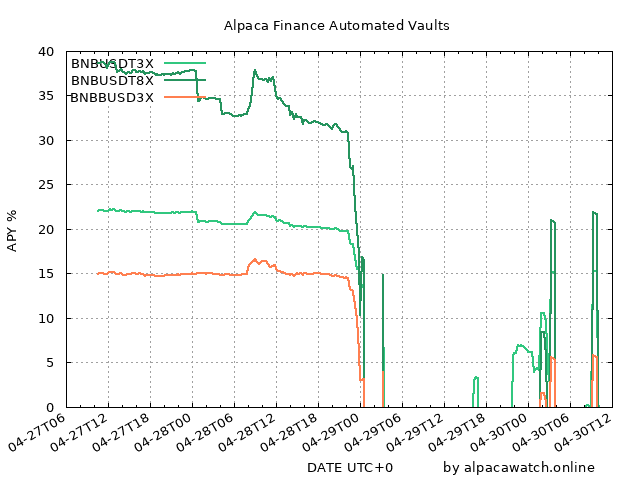 Alpaca Finance Automated Vaults
40
35
30
25
20
15
10
5
0
APY %
BNBUSDT3X
BNBUSDT8X
BNBBUSD3X
04-27T06
04-27T12
04-27T18
04-28T00
04-28T06
04-28T12
04-28T18
04-29T00
04-29T06
04-29T12
04-29T18
04-30T00
04-30T06
04-30T12
DATE UTC+0
by alpacawatch.online